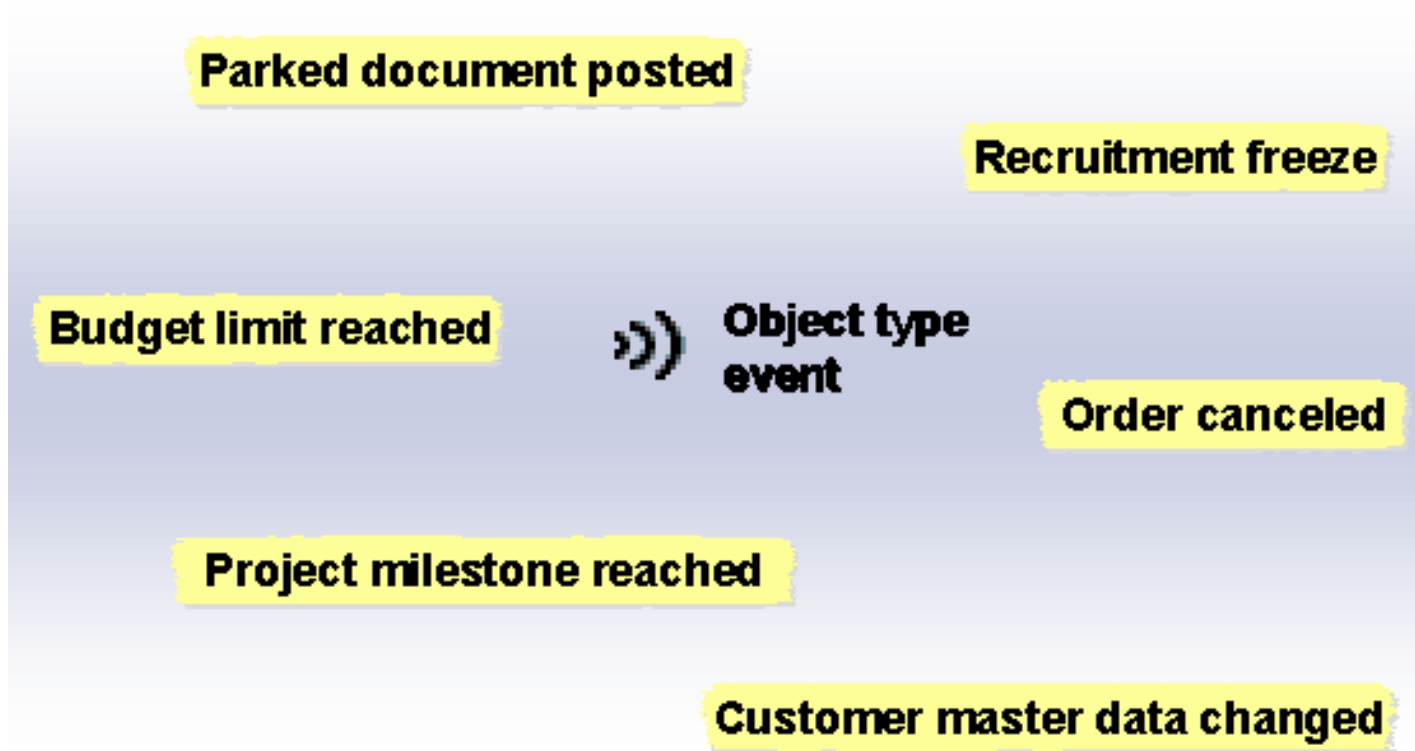 Parked document posted
Recruitment freeze
Budget limit reached
Object type
event
Order canceled
Project milestone reached
Customer master data changed